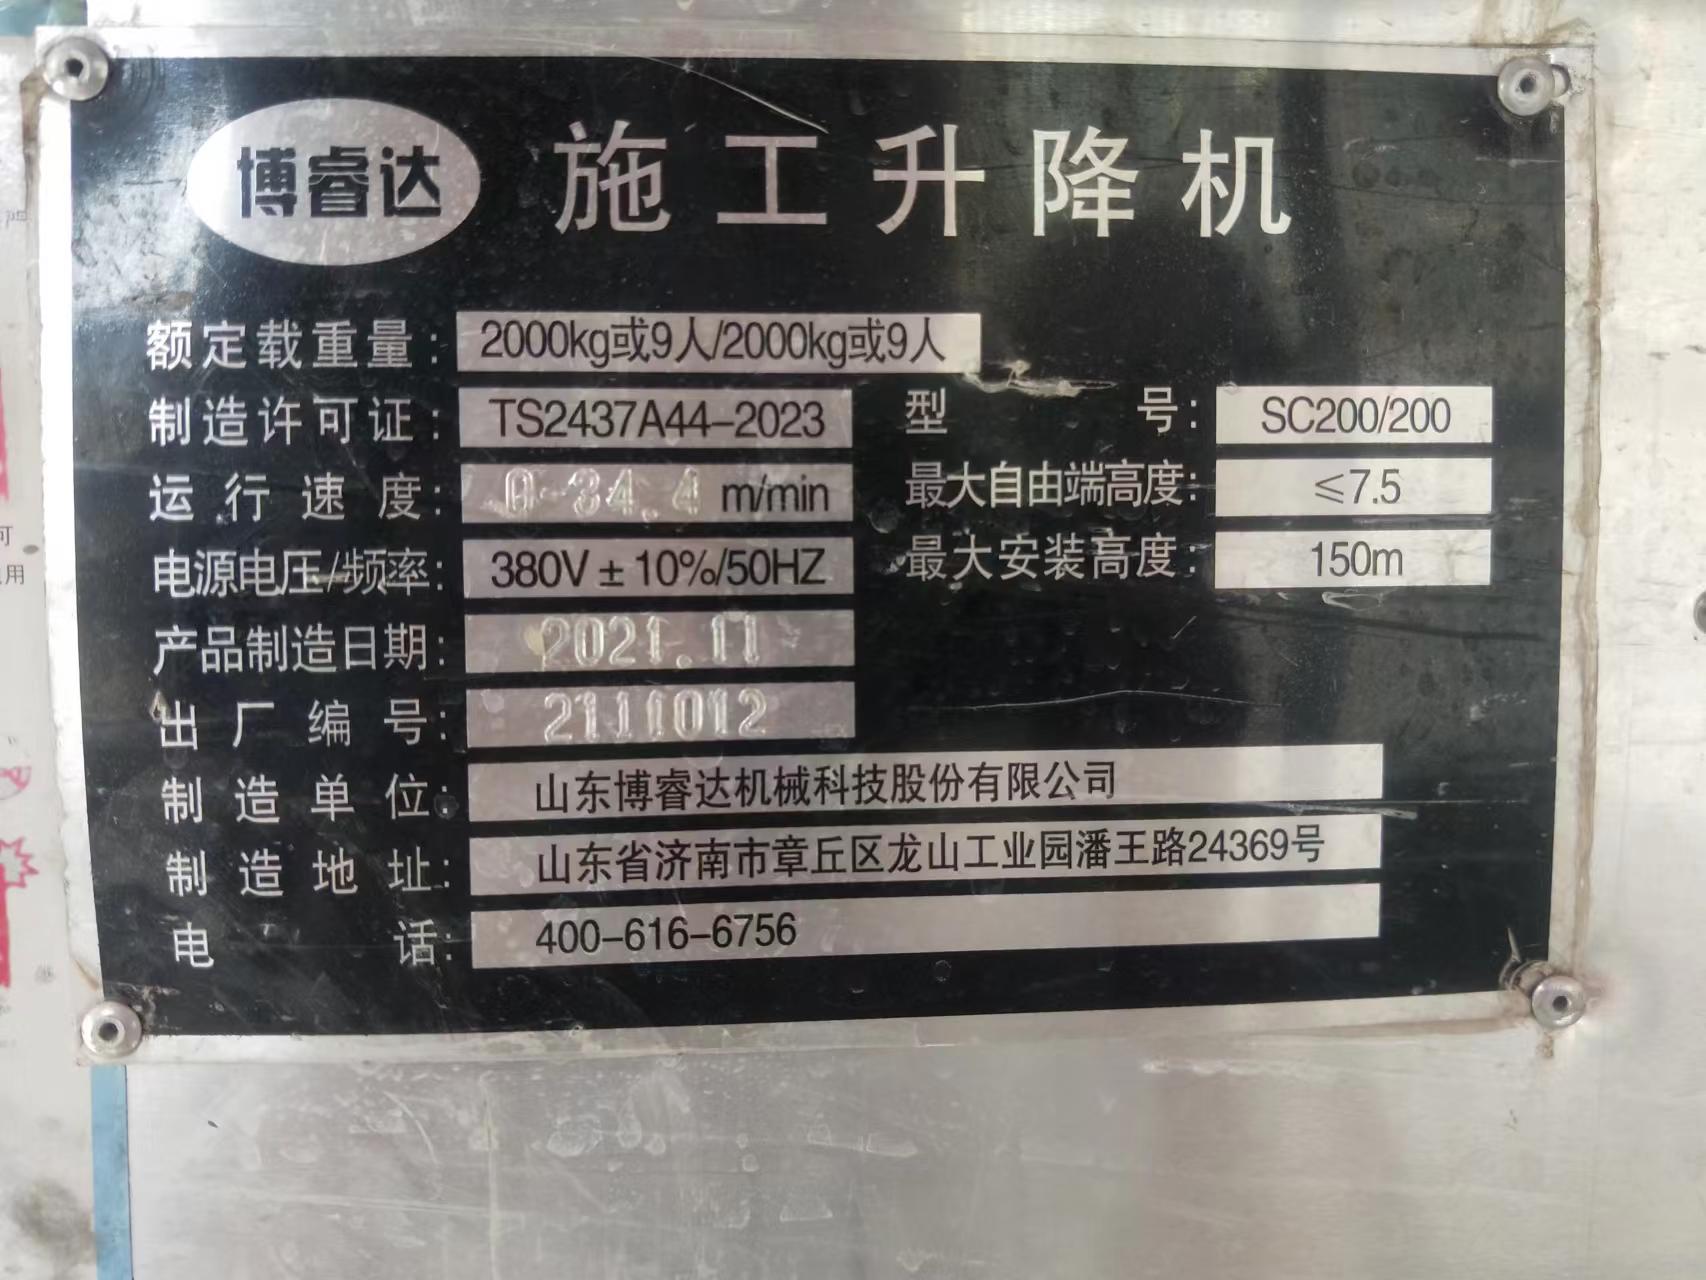 博睿达 施工升降机
额定载重量: 2000kg或9人/2000kg或9人
制造许可证: TS2437A44-2023 型号: SC200/200
运行速度: 0-34.4 m/min 最大自由端高度: ≤7.5
电源电压/频率: 380V±10%/50HZ 最大安装高度: 150m
产品制造日期: 2021.11
出厂编号: 2111012
制造单位: 山东博睿达机械科技股份有限公司
制造地址: 山东省济南市章丘区龙山工业园潘王路24369号
电话: 400-616-6756